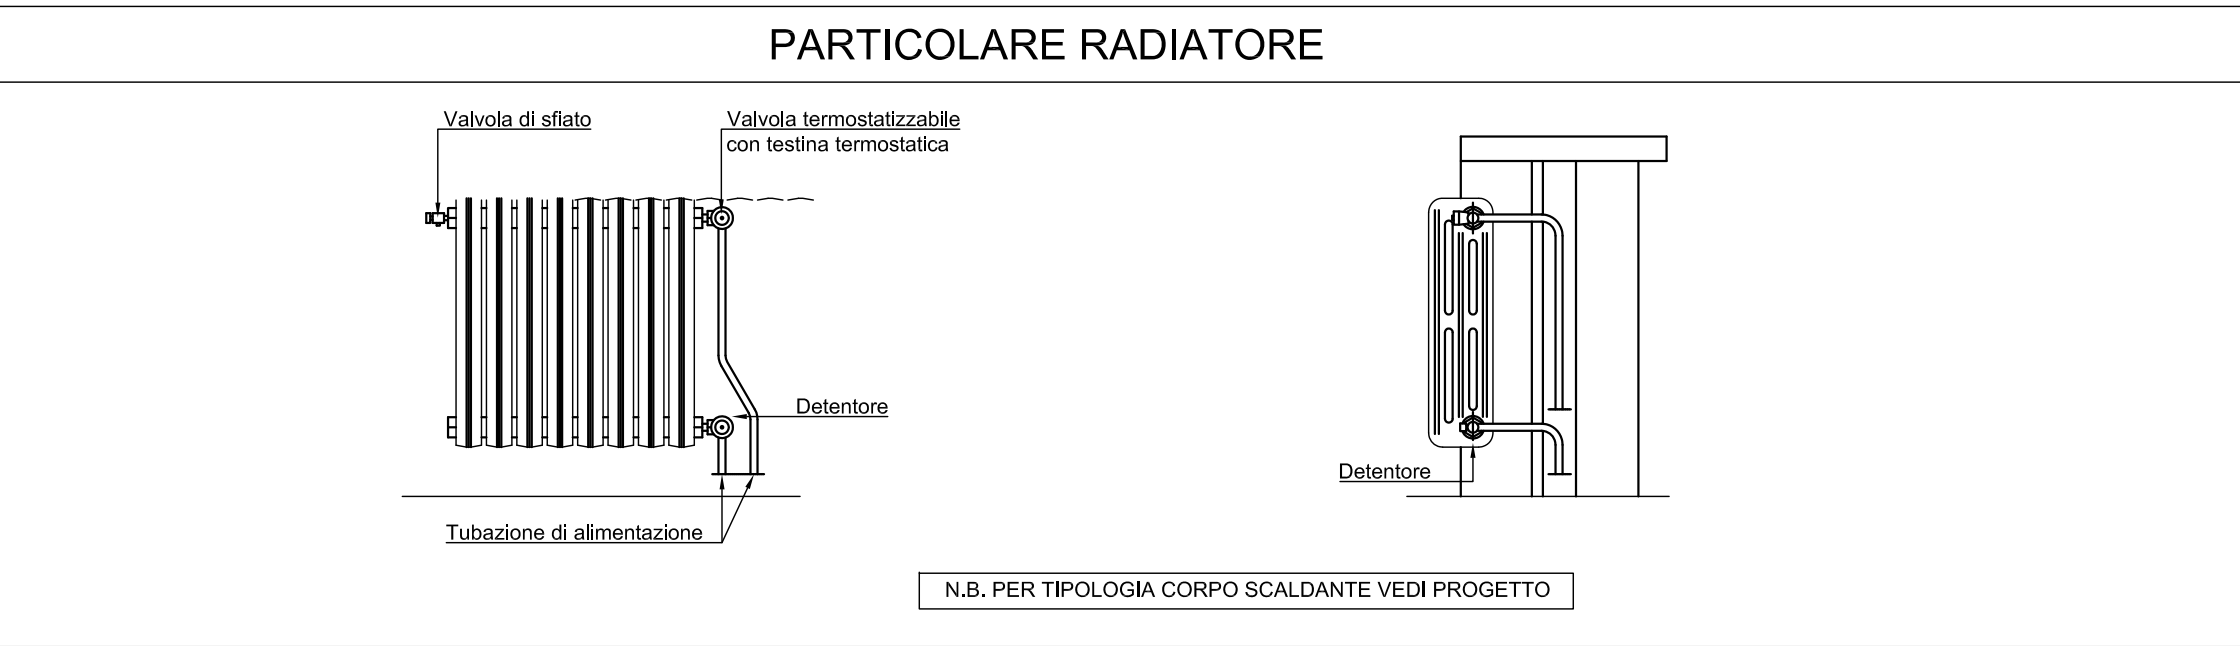 PARTICOLARE RADIATORE
Valvola di sfiato
Valvola termostatizzabile
con testina termostatica
Detentore
Tubazione di alimentazione
Detentore
N.B. PER TIPOLOGIA CORPO SCALDANTE VEDI PROGETTO